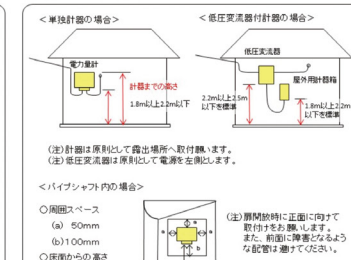 <単独計器の場合>
電力量計
計器までの高さ
1.8m以上2.2m以下
<低圧変流器付計器の場合>
低圧変流器
屋外用計器箱
2.2m以上2.5m
以下を標準
1.8m以上2.2m
以下を標準
(注)計器は原則として露出場所へ取付願います。
(注)低圧変流器は原則として電源を左側とします。
<パイプシャフト内の場合>
○周囲スペース
(a) 50mm
(b)100mm
○床面からの高さ
a
a
a
b
(注)扉開放時に正面に向けて
取付けをお願いします。
また、前面に障害となるよう
な配管は避けてください。